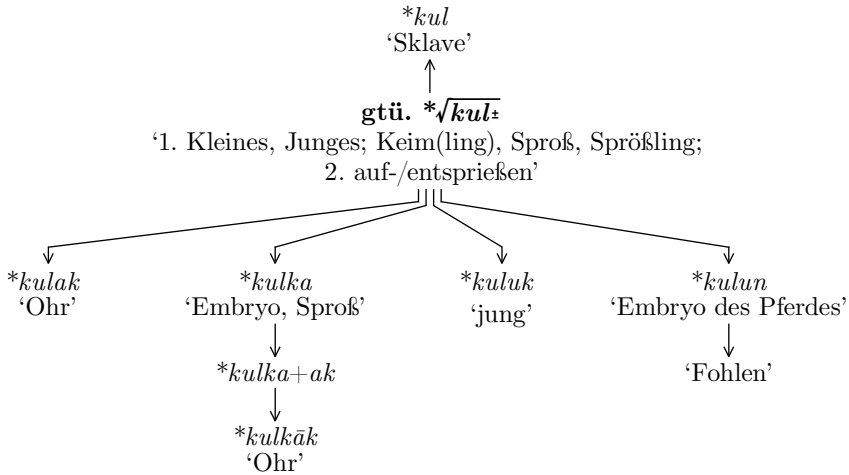 *kul
‘Sklave’
gtü. *√kul±
‘1. Kleines, Junges; Keim(ling), Sproß, Sprößling;
2. auf-/entsprießen’
*kulak
‘Ohr’
*kulka
‘Embryo, Sproß’
*kulka+ak
*kulkāk
‘Ohr’
*kuluk
‘jung’
*kulun
‘Embryo des Pferdes’
‘Fohlen’